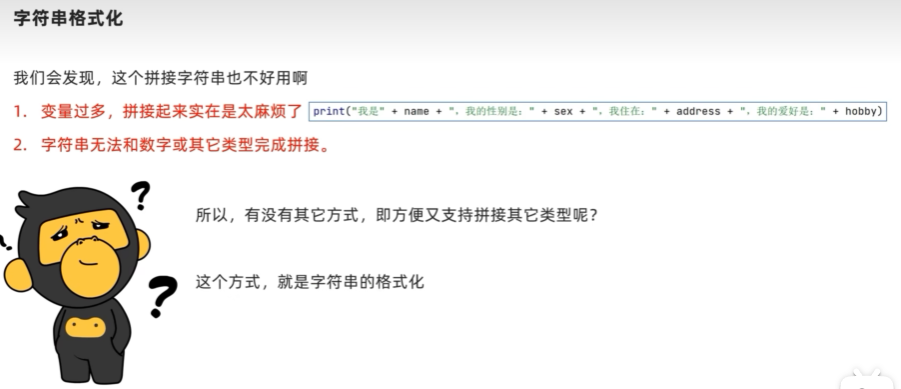 字符串格式化
我们会发现，这个拼接字符串也不好用啊
1. 变量过多，拼接起来实在是太麻烦了 print("我是" + name + "，我的性别是：" + sex + "，我住在：" + address + "，我的爱好是：" + hobby)
2. 字符串无法和数字或其它类型完成拼接。
所以，有没有其它方式，即方便又支持拼接其它类型呢？
这个方式，就是字符串的格式化
? ? ?